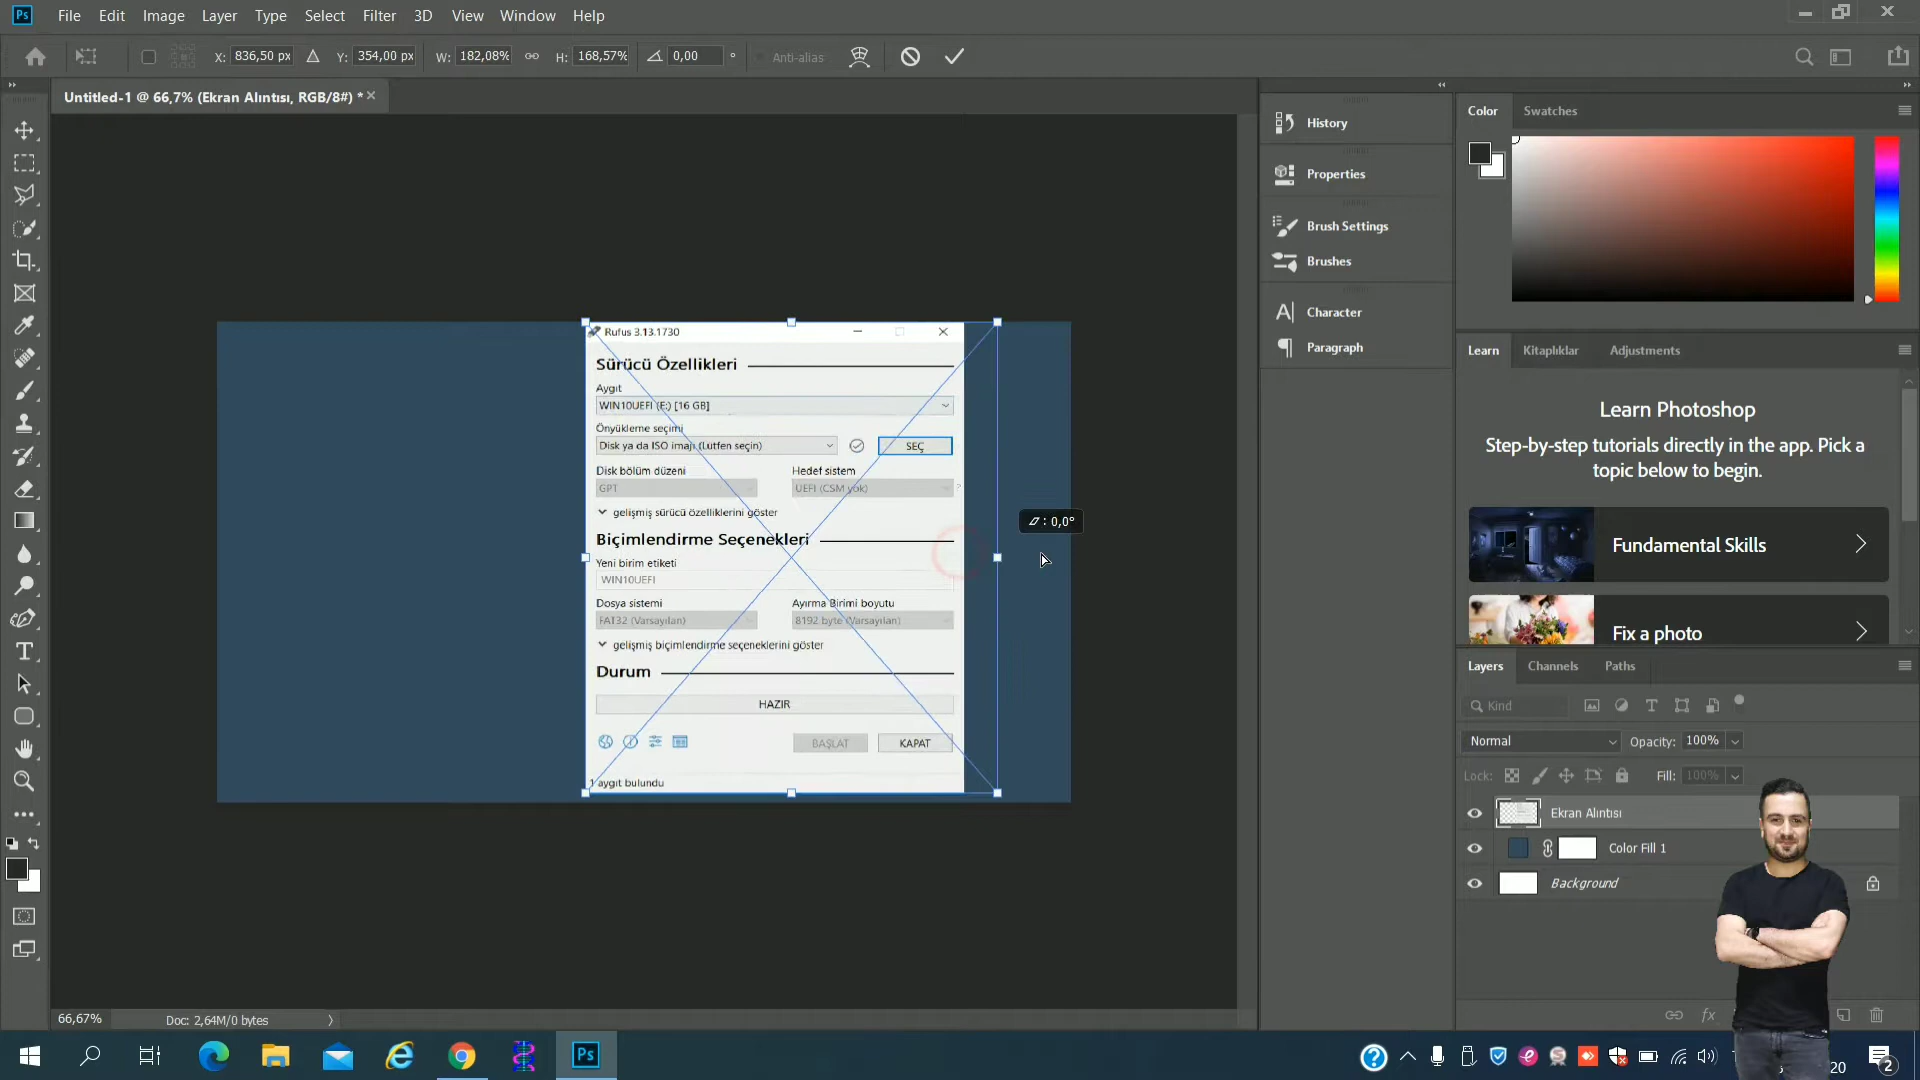 Ps File Edit Image Layer Type Select Filter 3D View Window Help
X: 836,50 px Y: 354,00 px W: 182,08% H: 168,57% 0,00 ° Anti-alias
Untitled-1 @ 66,7% (Ekran Alıntısı, RGB/8#) *
Rufus 3.13.1730
Sürücü Özellikleri
Aygıt
WIN10UEFI (E:) [16 GB]
Önyükleme seçimi
Disk ya da ISO imajı (Lütfen seçin) SEÇ
Disk bölüm düzeni Hedef sistem
GPT UEFI (CSM yok) ?
gelişmiş sürücü özelliklerini göster
Biçimlendirme Seçenekleri
Yeni birim etiketi
WIN10UEFI
Dosya sistemi Ayırma Birimi boyutu
FAT32 (Varsayılan) 8192 byte (Varsayılan)
gelişmiş biçimlendirme seçeneklerini göster
Durum
HAZIR
BAŞLAT KAPAT
1 aygıt bulundu
: 0,0°
66,67% Doc: 2,64M/0 bytes
History
Properties
Brush Settings
Brushes
Character
Paragraph
Color Swatches
Learn Kitaplıklar Adjustments
Learn Photoshop
Step-by-step tutorials directly in the app. Pick a
topic below to begin.
Fundamental Skills
Fix a photo
Layers Channels Paths
Kind
Normal Opacity: 100%
Lock: Fill: 100%
Ekran Alıntısı
Color Fill 1
Background
fx
Ps
20
2